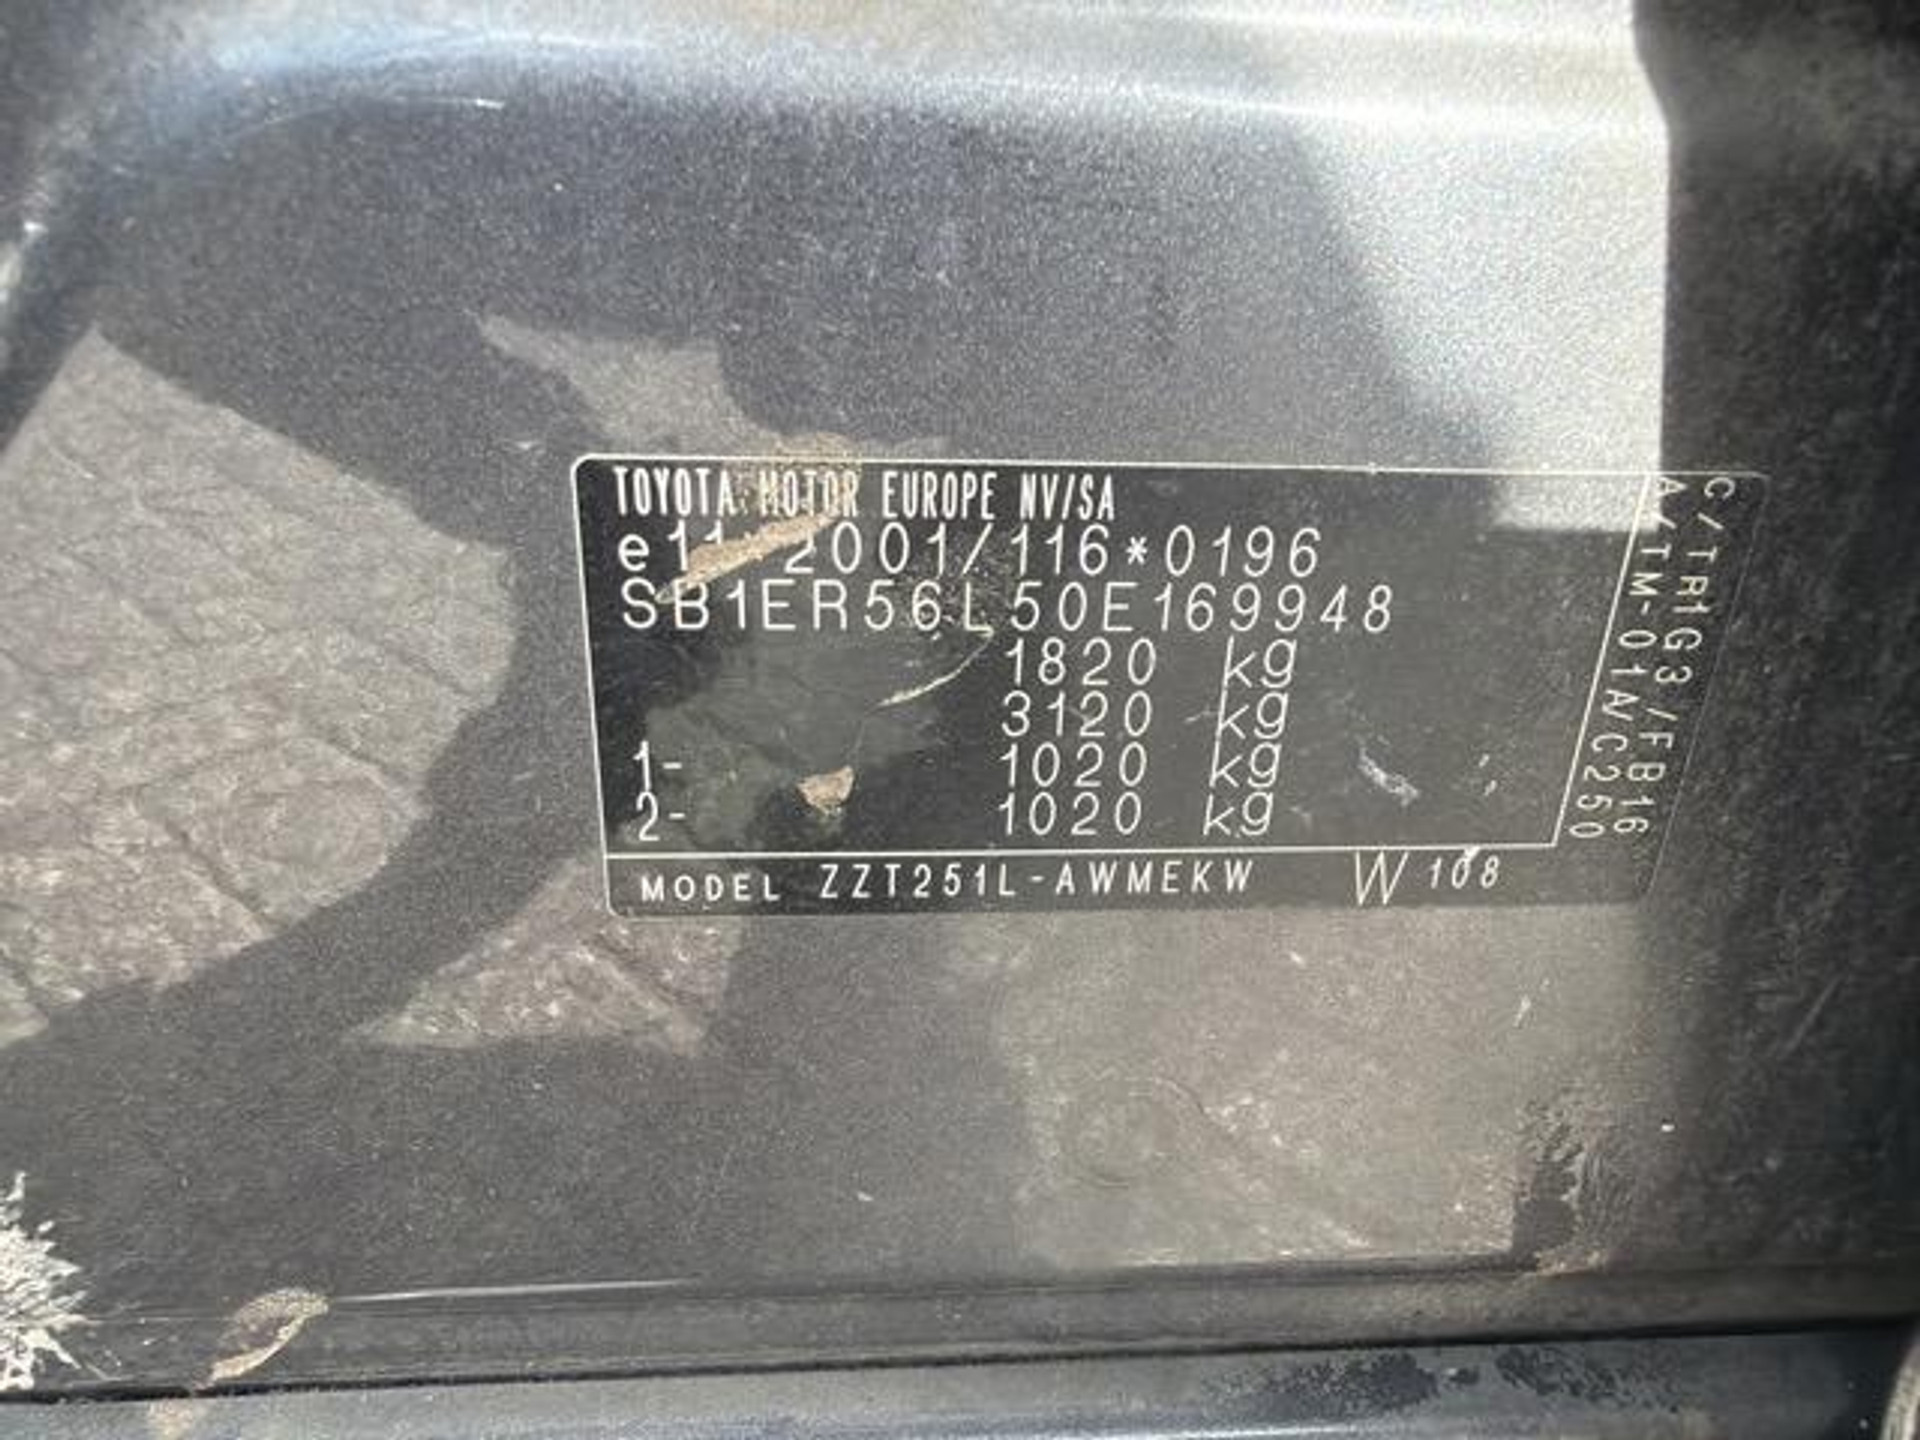 TOYOTA MOTOR EUROPE NV/SA
e11*2001/116*0196
SB1ER56L50E169948
1820 kg
3120 kg
1- 1020 kg
2- 1020 kg
MODEL ZZT251L-AWMEKW W 108
C/TR1G3/FB16
A/TM-01A/C250